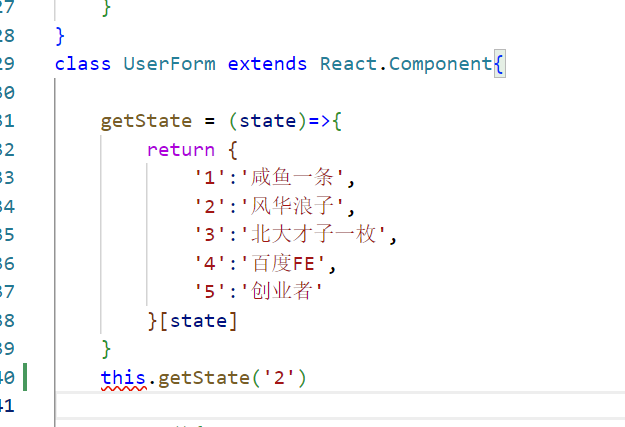 27 }
28 }
29 class UserForm extends React.Component{
30
31 getState = (state)=>{
32 return {
33 '1':'咸鱼一条',
34 '2':'风华浪子',
35 '3':'北大才子一枚',
36 '4':'百度FE',
37 '5':'创业者'
38 }[state]
39 }
40 this.getState('2')
41